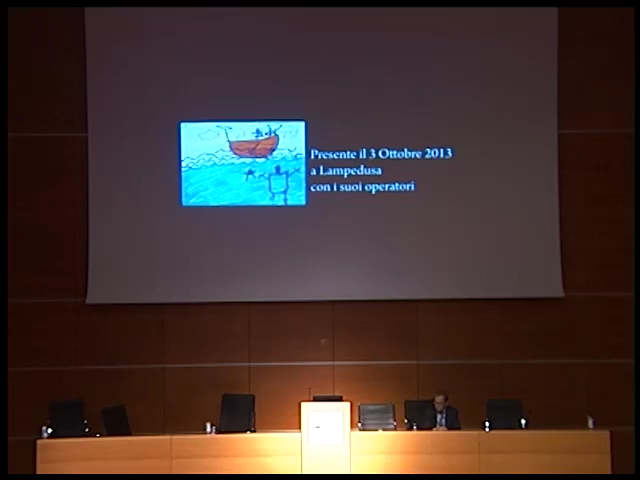 Presente il 3 Ottobre 2013
a Lampedusa
con i suoi operatori